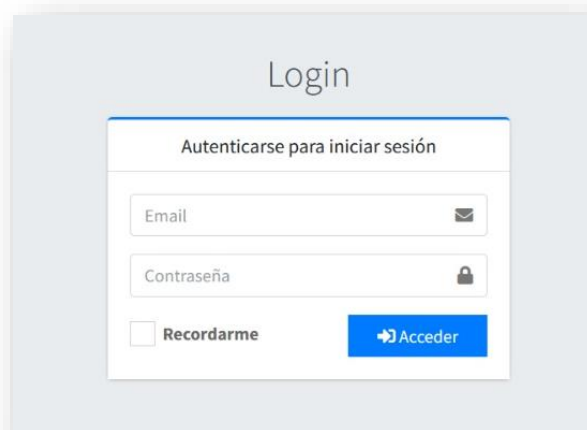 Login
Autenticarse para iniciar sesión
Email
Contraseña
Recordarme
Acceder